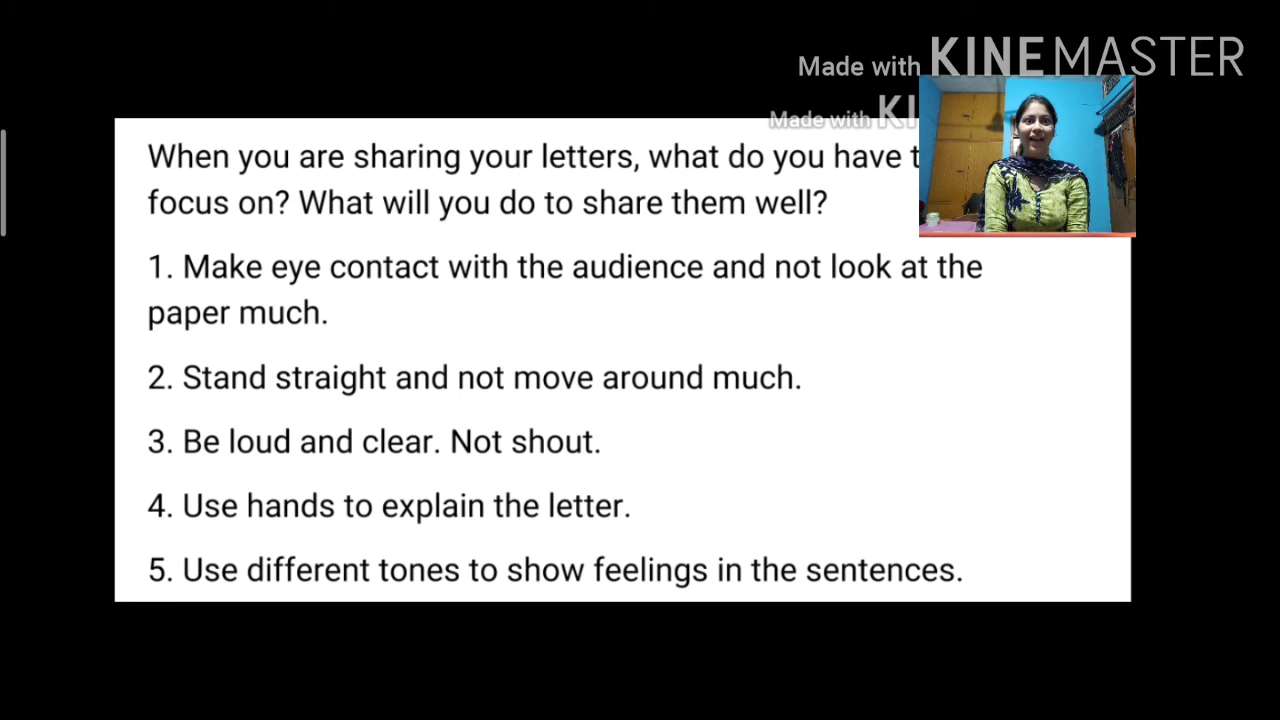 Made with KINEMASTER
Made with KI
When you are sharing your letters, what do you have t
focus on? What will you do to share them well?
1. Make eye contact with the audience and not look at the
paper much.
2. Stand straight and not move around much.
3. Be loud and clear. Not shout.
4. Use hands to explain the letter.
5. Use different tones to show feelings in the sentences.